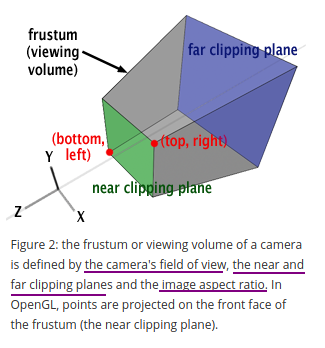 frustum
(viewing
volume)
far clipping plane
(bottom,
left)
(top, right)
Y
near clipping plane
Z
X
Figure 2: the frustum or viewing volume of a camera
is defined by the camera's field of view, the near and
far clipping planes and the image aspect ratio. In
OpenGL, points are projected on the front face of
the frustum (the near clipping plane).